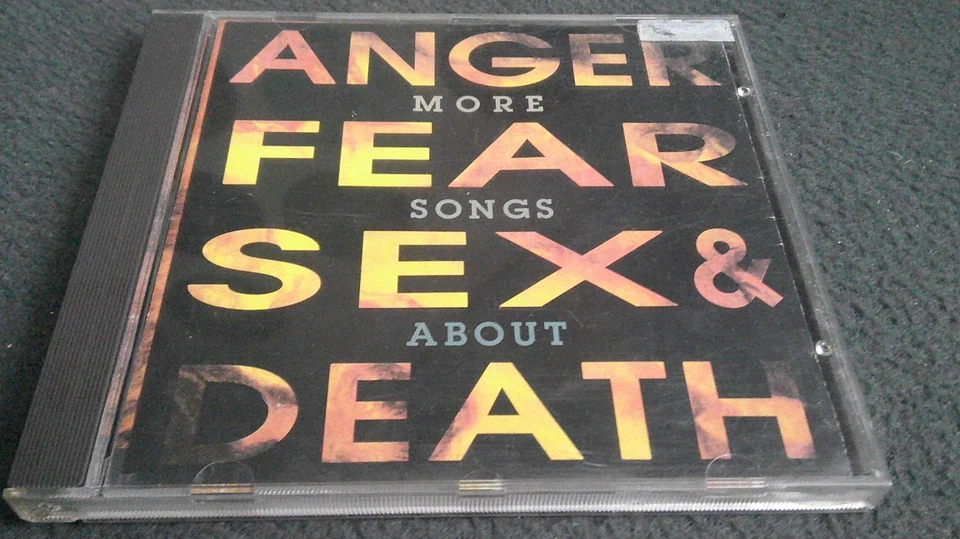 ANGER
MORE
FEAR
SONGS
SEX &
ABOUT
DEATH